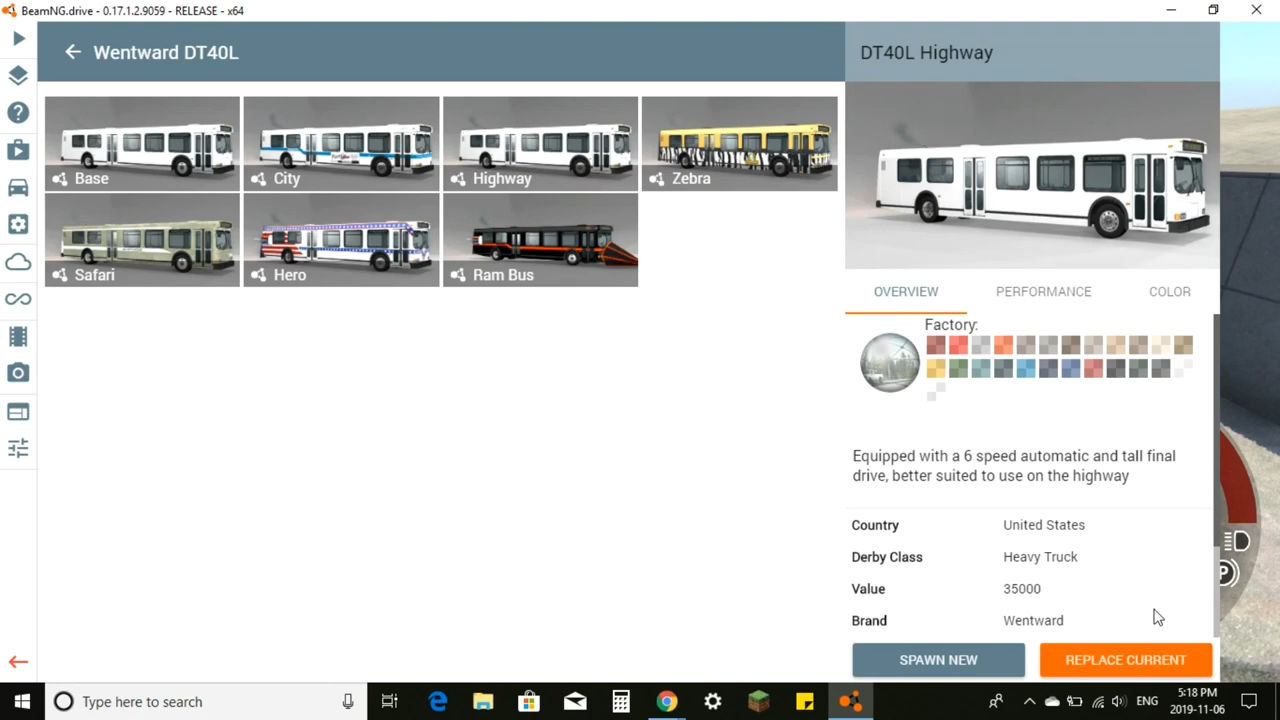 BeamNG.drive - 0.17.1.2.9059 - RELEASE - x64
Wentward DT40L
DT40L Highway
Base
City
Highway
Zebra
Safari
Hero
Ram Bus
OVERVIEW
PERFORMANCE
COLOR
Factory:
Equipped with a 6 speed automatic and tall final
drive, better suited to use on the highway
Country United States
Derby Class Heavy Truck
Value 35000
Brand Wentward
SPAWN NEW
REPLACE CURRENT
Type here to search
ENG
5:18 PM
2019-11-06